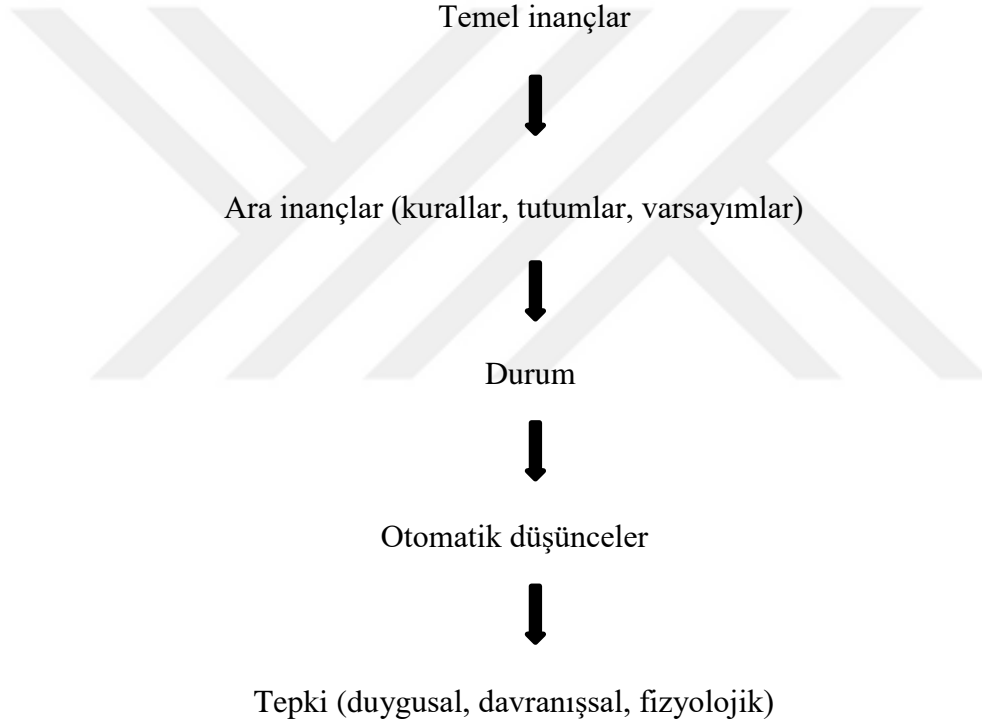 Temel inançlar
Ara inançlar (kurallar, tutumlar, varsayımlar)
Durum
Otomatik düşünceler
Tepki (duygusal, davranışsal, fizyolojik)